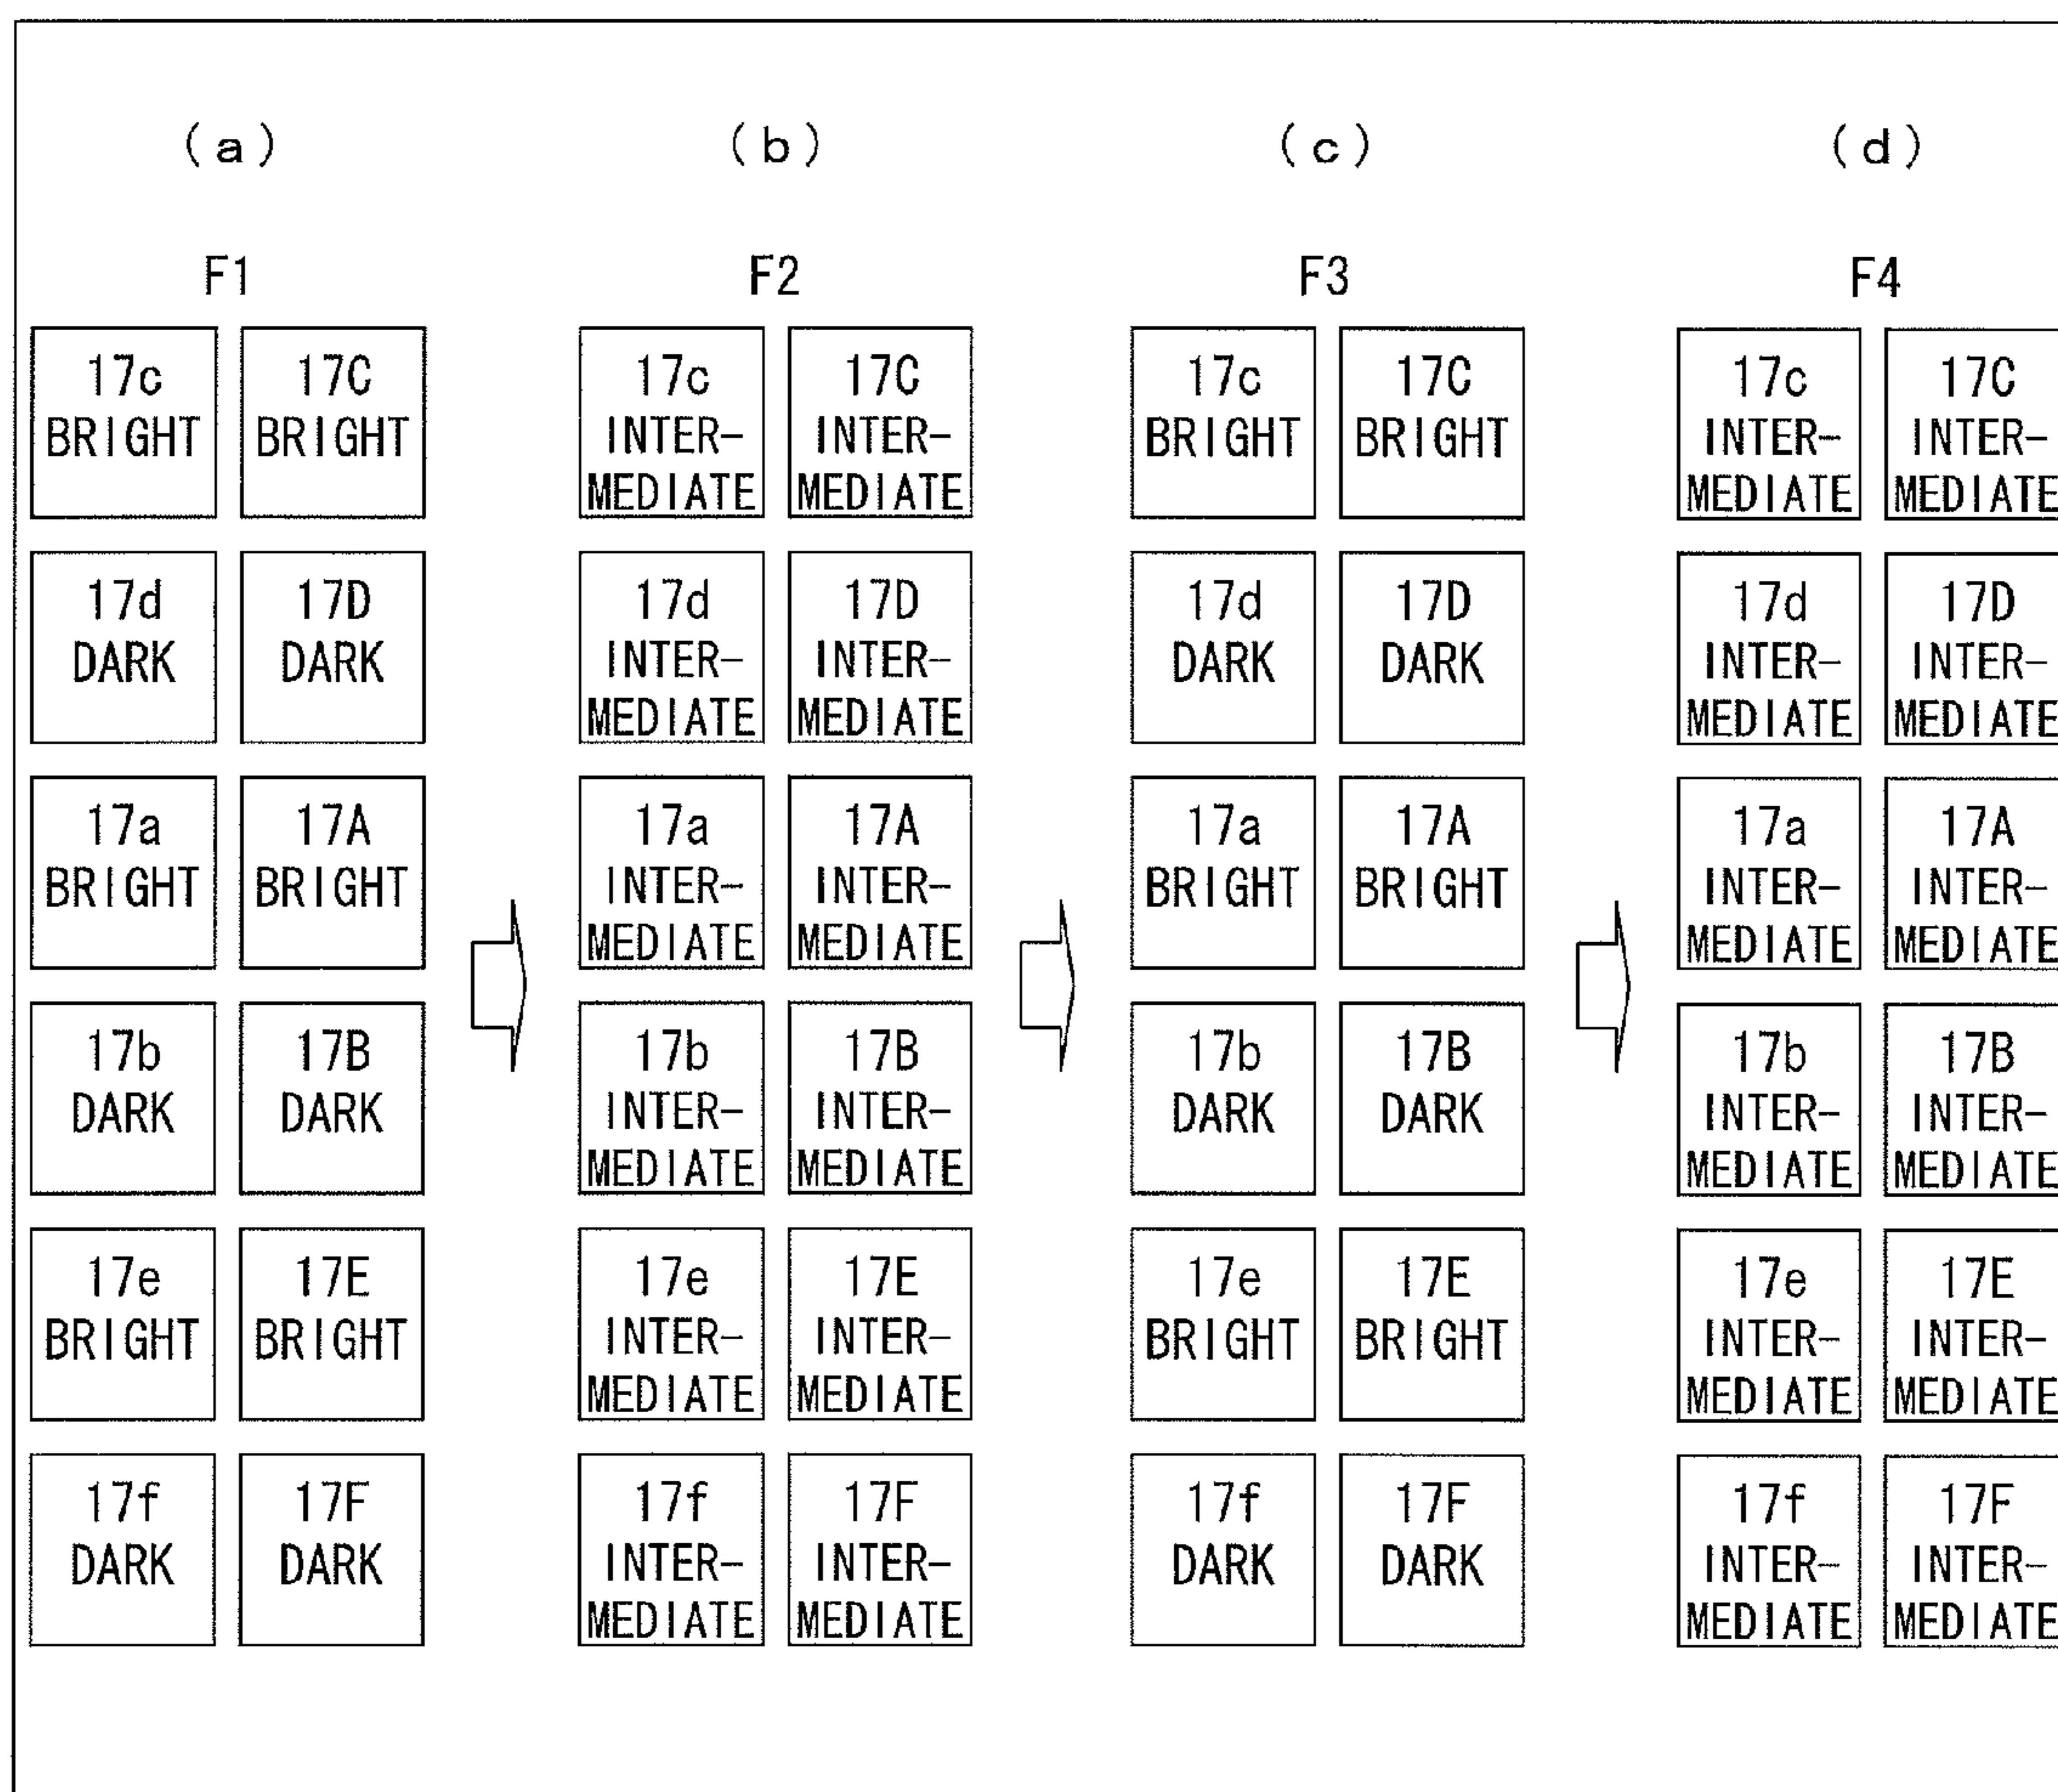 (a) (b) (c) (d)
F1 F2 F3 F4
17c 17C 17c 17C 17c 17C 17c 17C
BRIGHT BRIGHT INTER- INTER- BRIGHT BRIGHT INTER- INTER-
MEDIATE MEDIATE MEDIATE MEDIATE
17d 17D 17d 17D 17d 17D 17d 17D
DARK DARK INTER- INTER- DARK DARK INTER- INTER-
MEDIATE MEDIATE MEDIATE MEDIATE
17a 17A 17a 17A 17a 17A 17a 17A
BRIGHT BRIGHT INTER- INTER- BRIGHT BRIGHT INTER- INTER-
MEDIATE MEDIATE MEDIATE MEDIATE
17b 17B 17b 17B 17b 17B 17b 17B
DARK DARK INTER- INTER- DARK DARK INTER- INTER-
MEDIATE MEDIATE MEDIATE MEDIATE
17e 17E 17e 17E 17e 17E 17e 17E
BRIGHT BRIGHT INTER- INTER- BRIGHT BRIGHT INTER- INTER-
MEDIATE MEDIATE MEDIATE MEDIATE
17f 17F 17f 17F 17f 17F 17f 17F
DARK DARK INTER- INTER- DARK DARK INTER- INTER-
MEDIATE MEDIATE MEDIATE MEDIATE